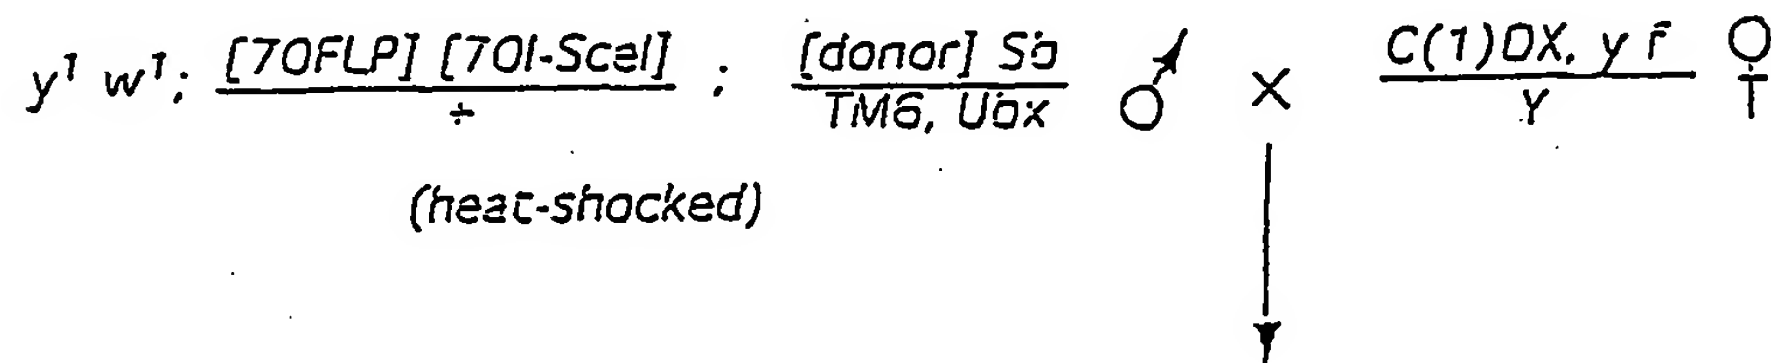 y¹ w¹; [70FLP] [70I-SceI] / + ; [donor] Sb / TM6, Ubx ♂ X C(1)DX, y f / Y ♀
(heat-shocked)